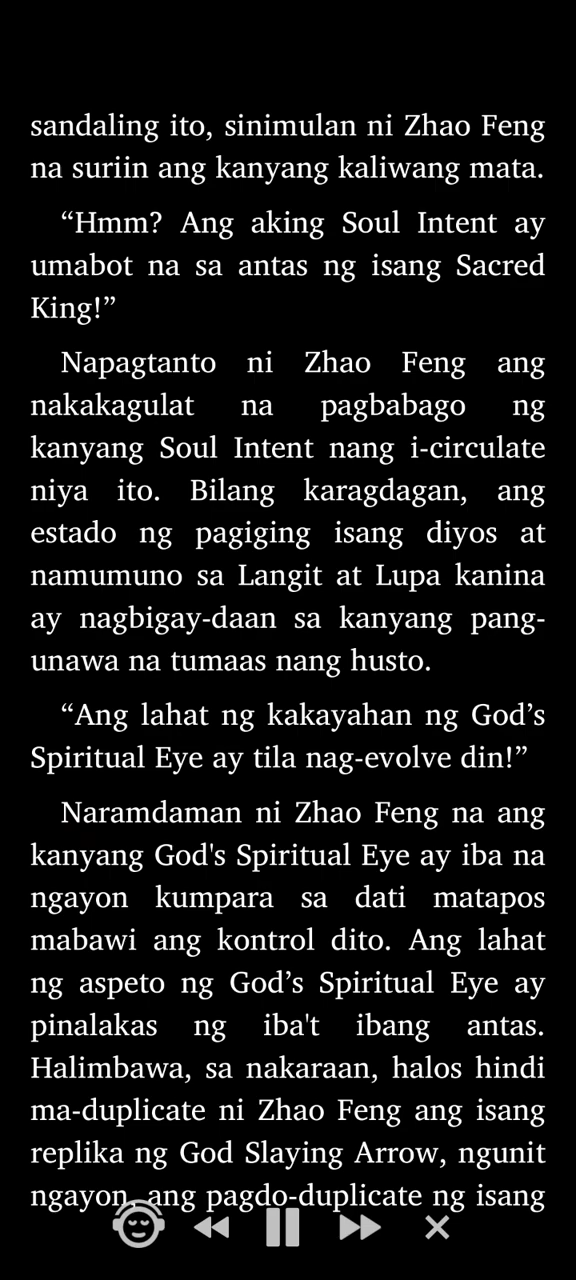 sandaling ito, sinimulan ni Zhao Feng
na suriin ang kanyang kaliwang mata.
“Hmm? Ang aking Soul Intent ay
umabot na sa antas ng isang Sacred
King!”
Napagtanto ni Zhao Feng ang
nakakagulat na pagbabago ng
kanyang Soul Intent nang i-circulate
niya ito. Bilang karagdagan, ang
estado ng pagiging isang diyos at
namumuno sa Langit at Lupa kanina
ay nagbigay-daan sa kanyang pang-
unawa na tumaas nang husto.
“Ang lahat ng kakayahan ng God’s
Spiritual Eye ay tila nag-evolve din!”
Naramdaman ni Zhao Feng na ang
kanyang God's Spiritual Eye ay iba na
ngayon kumpara sa dati matapos
mabawi ang kontrol dito. Ang lahat
ng aspeto ng God’s Spiritual Eye ay
pinalakas ng iba't ibang antas.
Halimbawa, sa nakaraan, halos hindi
ma-duplicate ni Zhao Feng ang isang
replika ng God Slaying Arrow, ngunit
ngayon, ang pagdo-duplicate ng isang